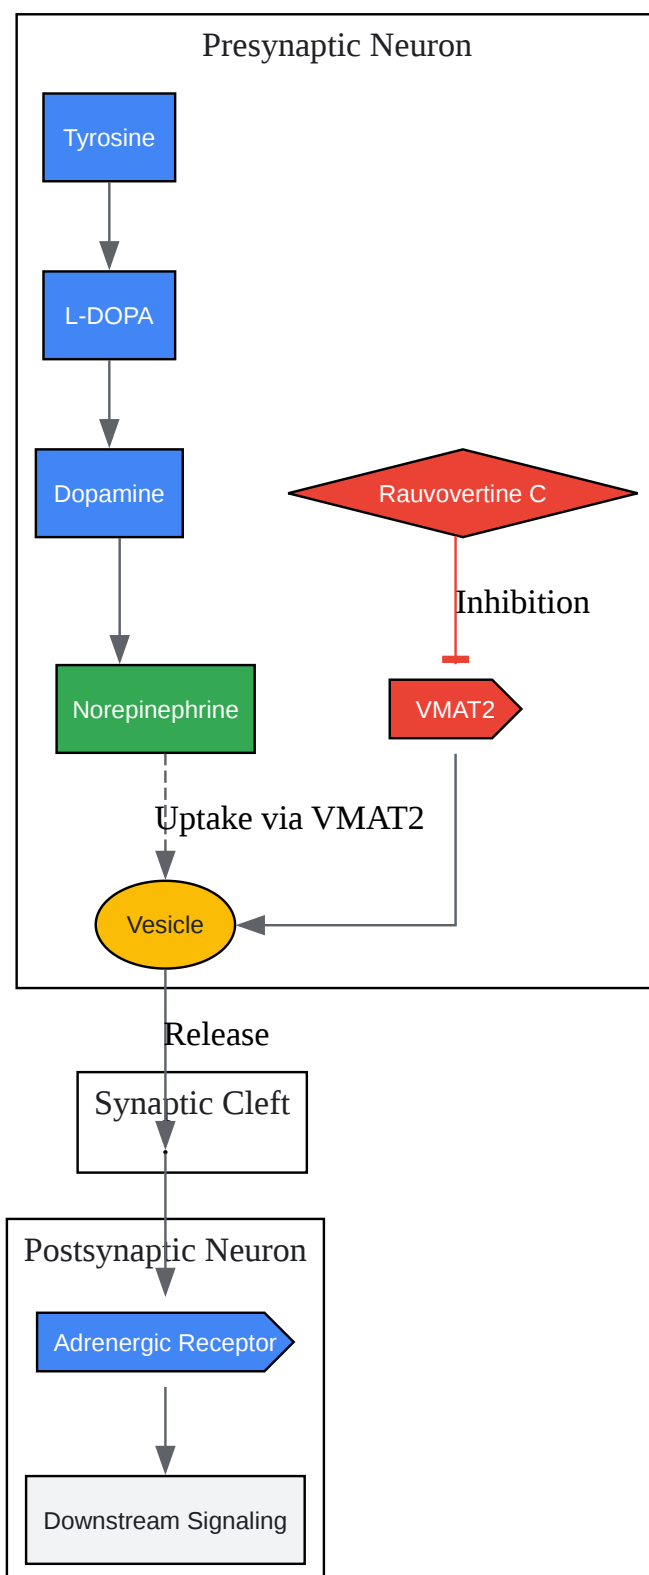 Presynaptic Neuron
Tyrosine
L-DOPA
Dopamine
Rauvovertine C
Inhibition
Norepinephrine
VMAT2
Uptake via VMAT2
Vesicle
Release
Synaptic Cleft
Postsynaptic Neuron
Adrenergic Receptor
Downstream Signaling